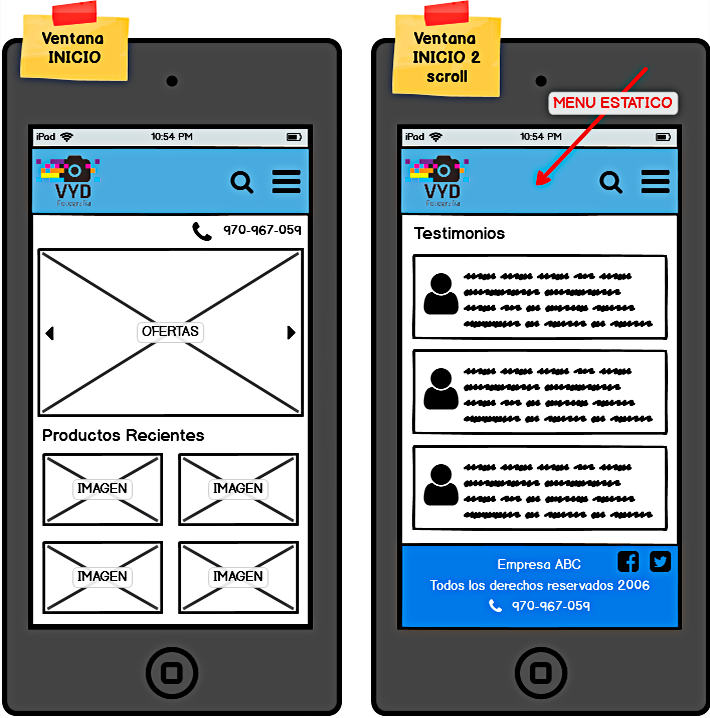 Ventana
INICIO
iPad
10:54 PM
VYD
Fotografía
970-967-059
OFERTAS
Productos Recientes
IMAGEN
IMAGEN
IMAGEN
IMAGEN
Ventana
INICIO 2
scroll
MENU ESTATICO
iPad
10:54 PM
VYD
Fotografía
Testimonios
Empresa ABC
Todos los derechos reservados 2006
970-967-059